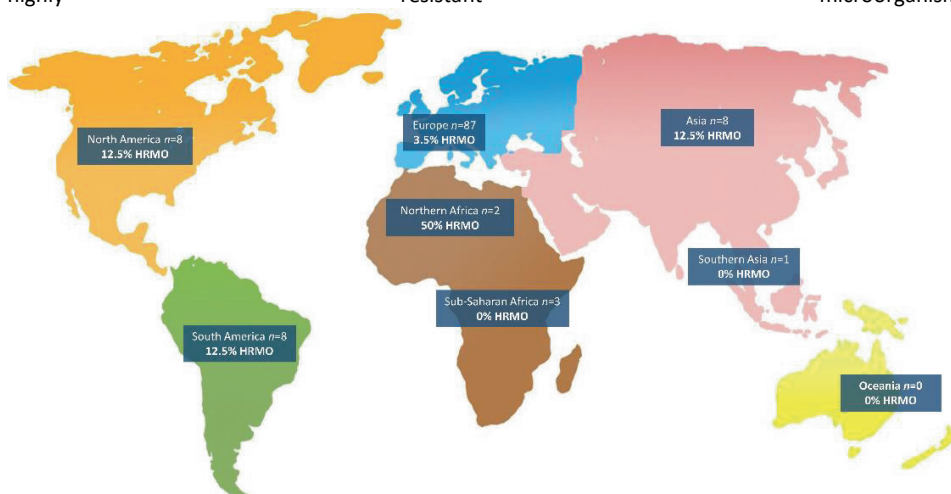 highly resistant microorganism
North America n=8
12.5% HRMO
Europe n=87
3.5% HRMO
Asia n=8
12.5% HRMO
Northern Africa n=2
50% HRMO
Southern Asia n=1
0% HRMO
Sub-Saharan Africa n=3
0% HRMO
South America n=8
12.5% HRMO
Oceania n=0
0% HRMO